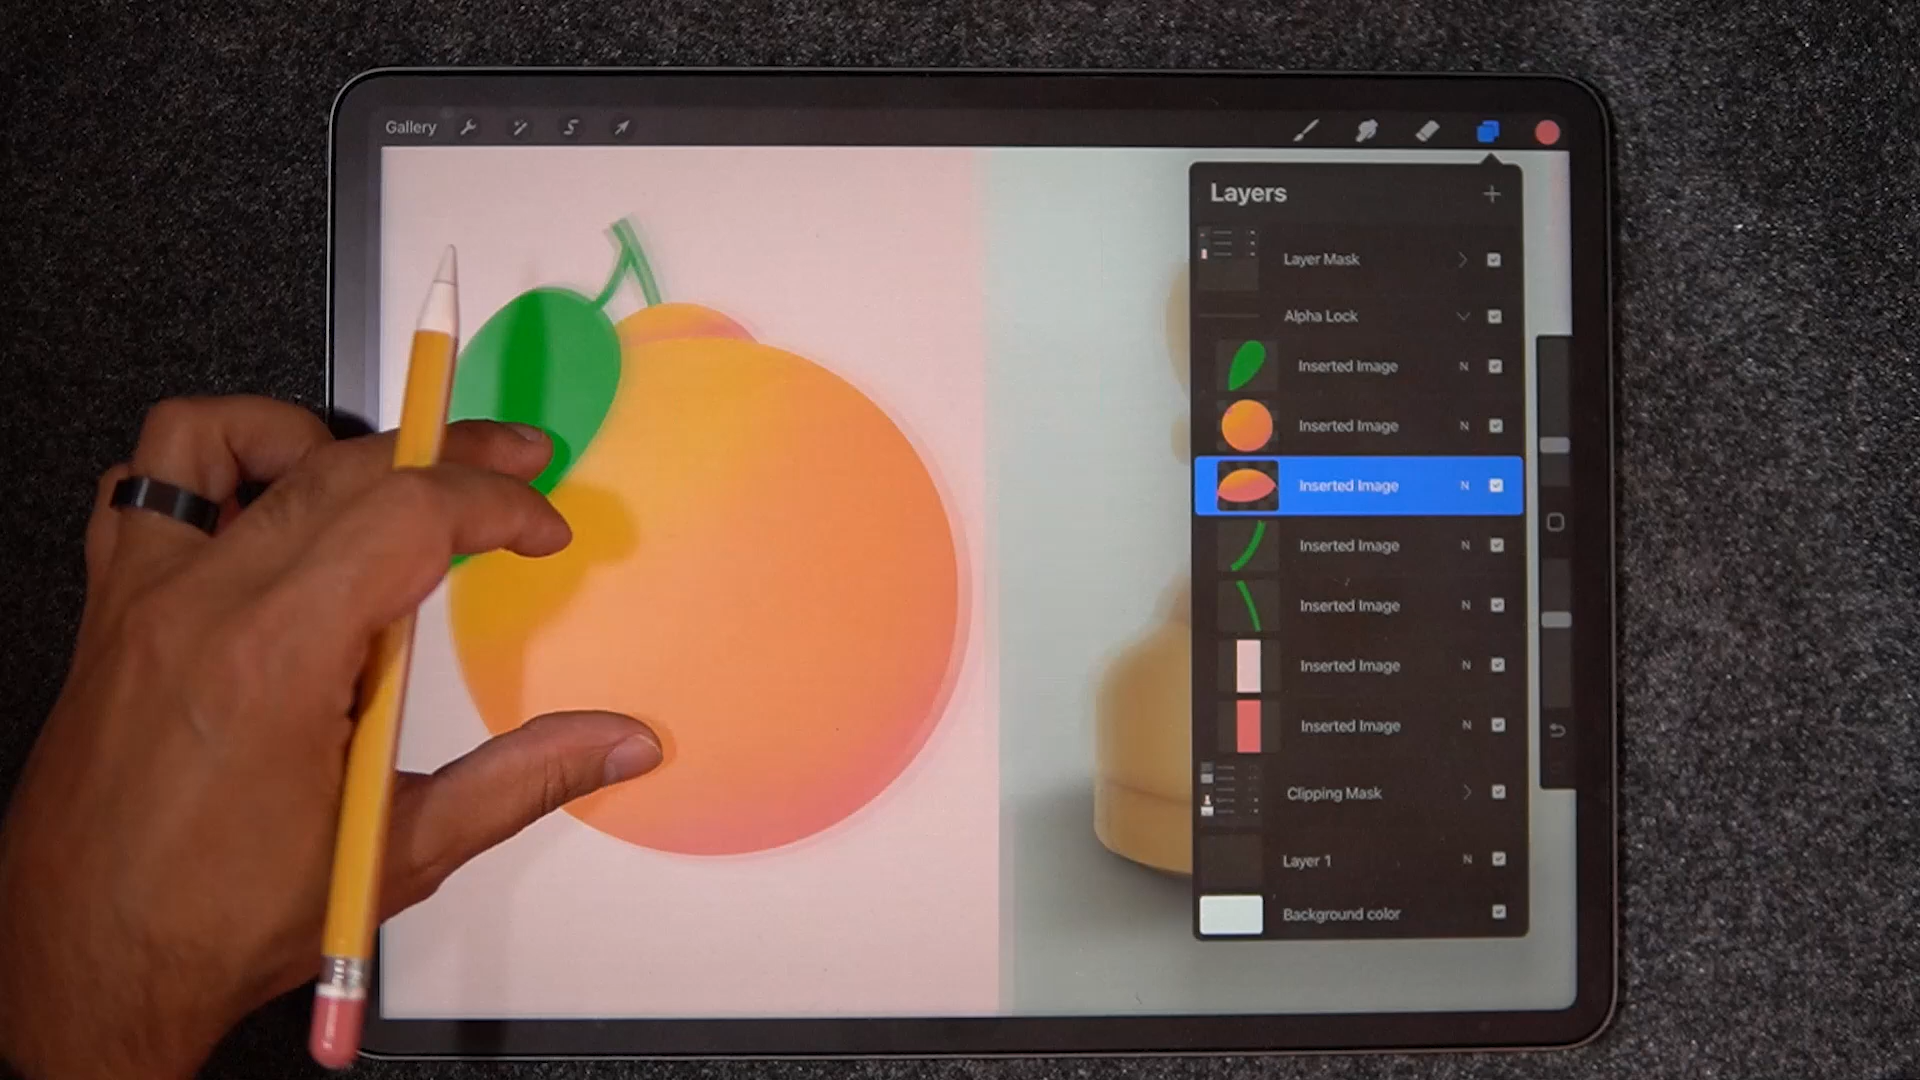 Gallery
Layers
Layer Mask
Alpha Lock
Inserted Image N
Inserted Image N
Inserted Image N
Inserted Image N
Inserted Image N
Inserted Image N
Inserted Image N
Clipping Mask
Layer 1 N
Background color